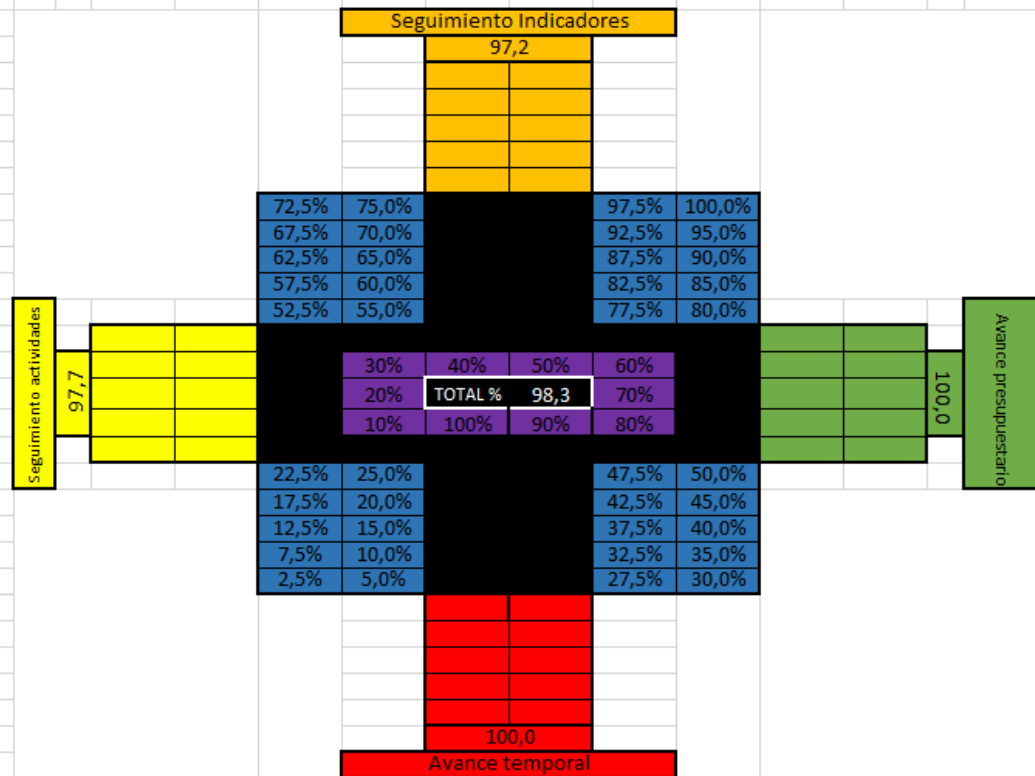 Seguimiento Indicadores
97,2
72,5% 75,0% 97,5% 100,0%
67,5% 70,0% 92,5% 95,0%
62,5% 65,0% 87,5% 90,0%
57,5% 60,0% 82,5% 85,0%
52,5% 55,0% 77,5% 80,0%
Seguimiento actividades
97,7
30% 40% 50% 60%
20% TOTAL % 98,3 70%
10% 100% 90% 80%
100,0
Avance presupuestario
22,5% 25,0% 47,5% 50,0%
17,5% 20,0% 42,5% 45,0%
12,5% 15,0% 37,5% 40,0%
7,5% 10,0% 32,5% 35,0%
2,5% 5,0% 27,5% 30,0%
100,0
Avance temporal